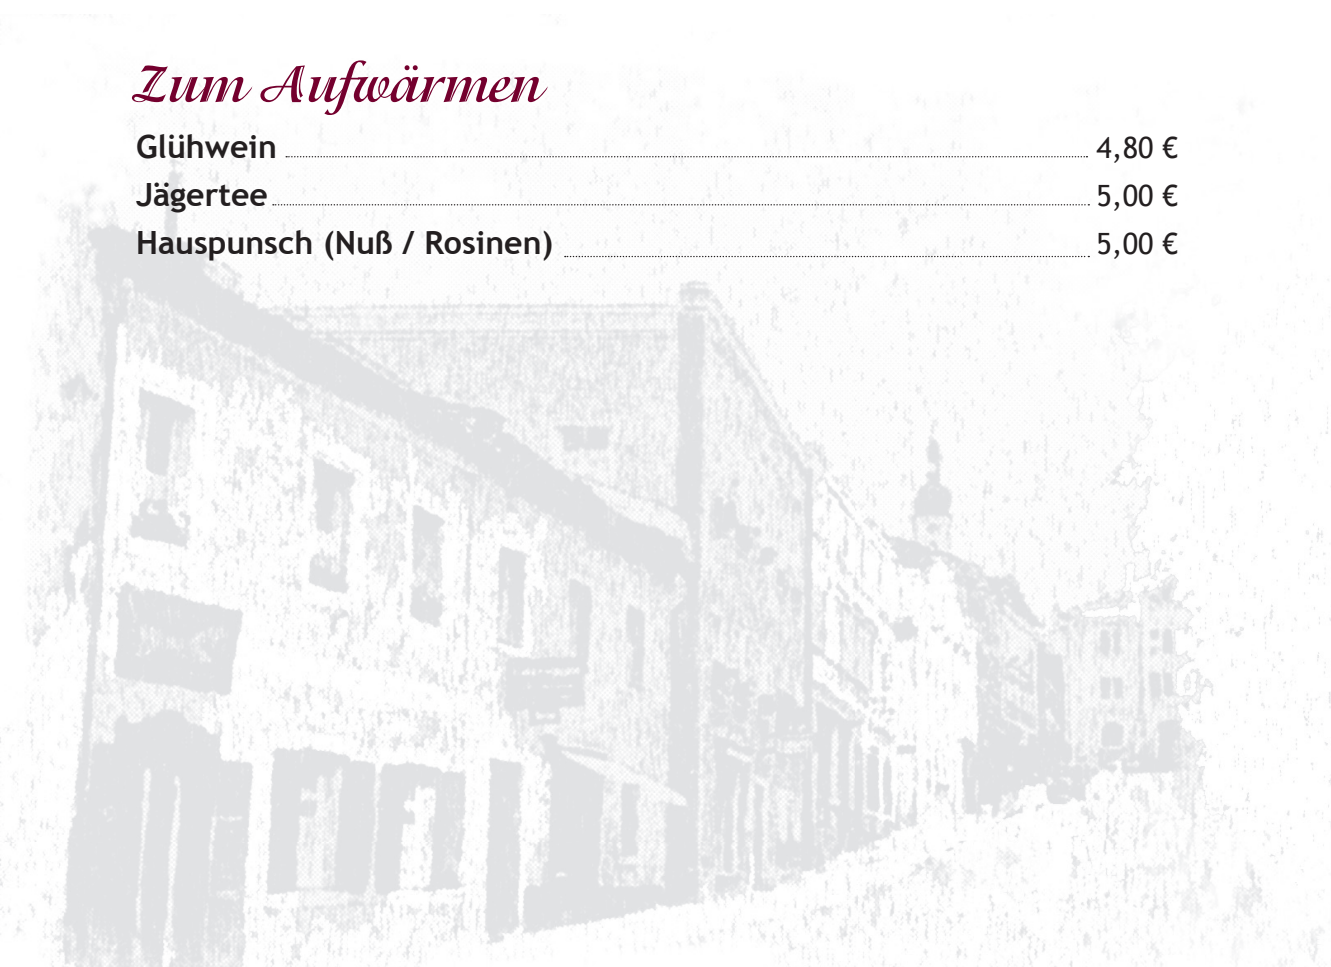 Zum Aufwärmen
Glühwein 4,80 €
Jägertee 5,00 €
Hauspunsch (Nuß / Rosinen) 5,00 €